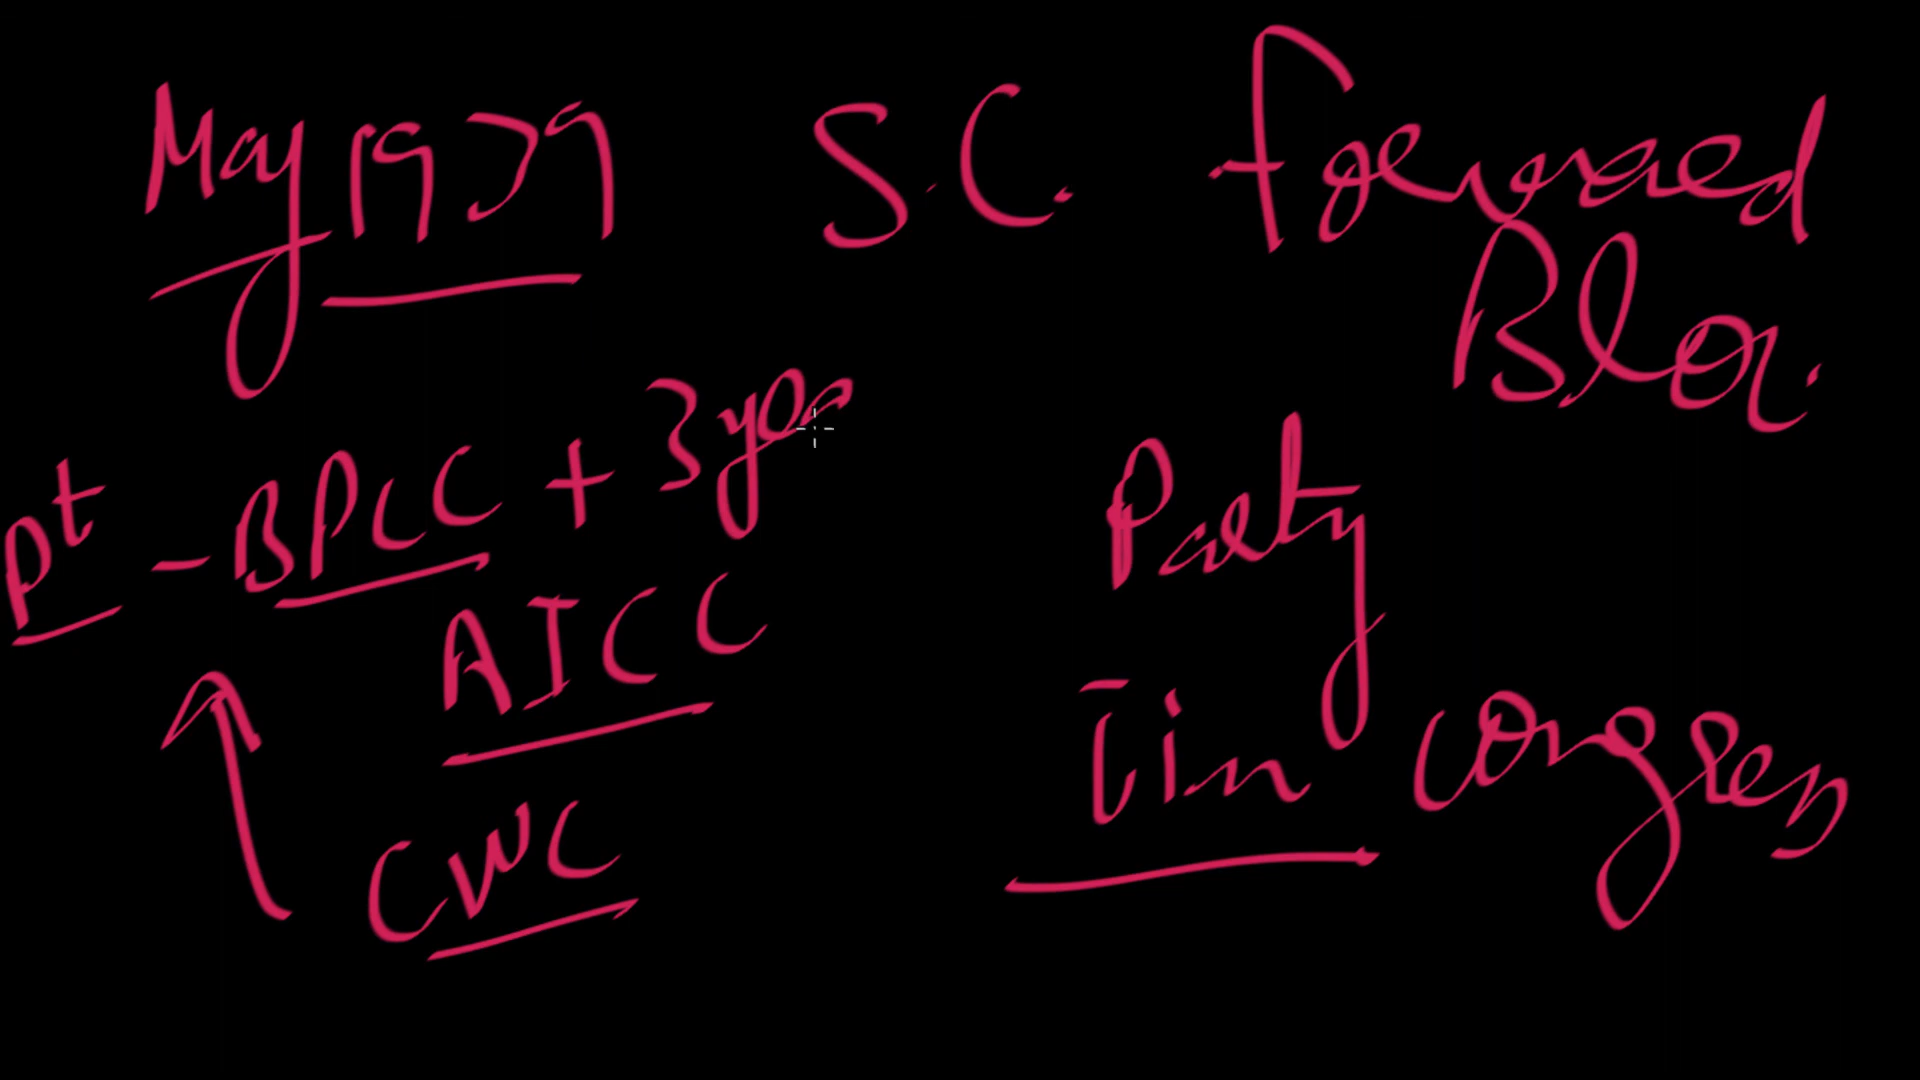 May 1939 S.C. Forward
Bloc.
Pt - BPCC + 3 yrs
AICC
CWC
Party
in Congress